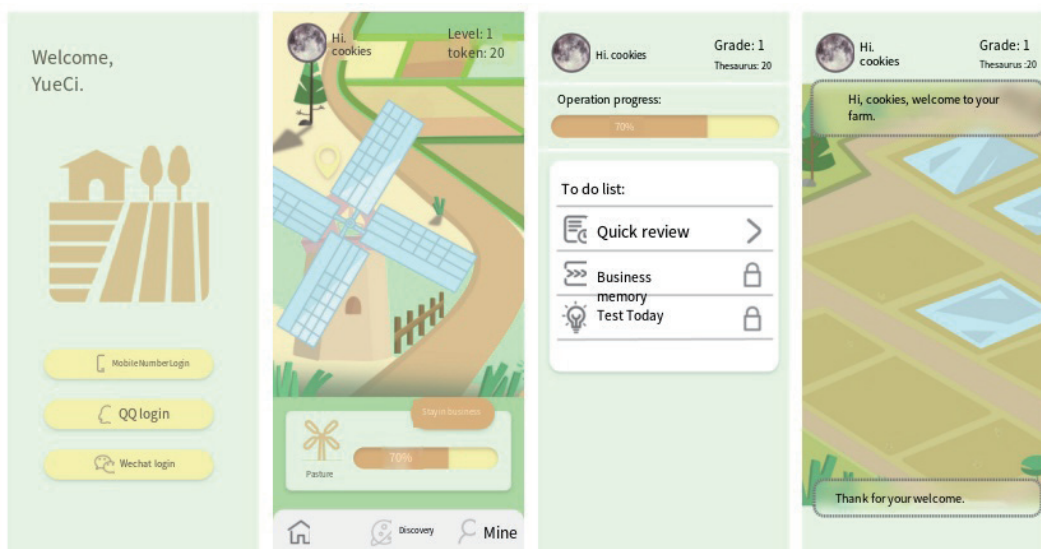 Welcome,
YueCi.
MobileNumberLogin
QQ login
Wechat login
Hi.
cookies
Level: 1
token: 20
Stay in business
70%
Pasture
Discovery
Mine
Hi. cookies
Grade: 1
Thesaurus: 20
Operation progress:
70%
To do list:
Quick review
Business
memory
Test Today
Hi.
cookies
Grade: 1
Thesaurus :20
Hi, cookies, welcome to your
farm.
Thank for your welcome.